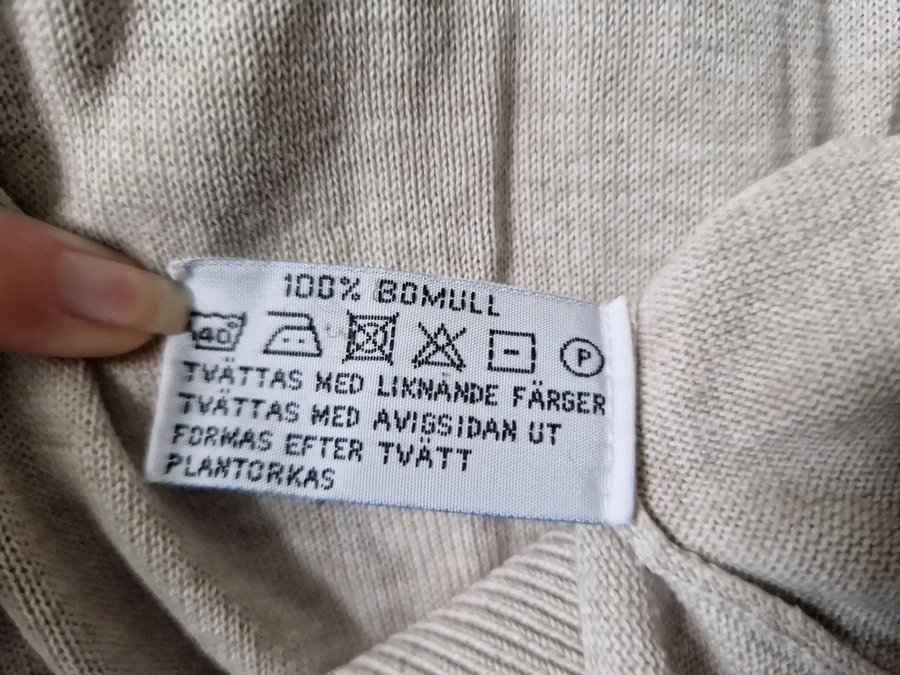 100% BOMULL
40° P
TVÄTTAS MED LIKNANDE FÄRGER
TVÄTTAS MED AVIGSIDAN UT
FORMAS EFTER TVÄTT
PLANTORKAS